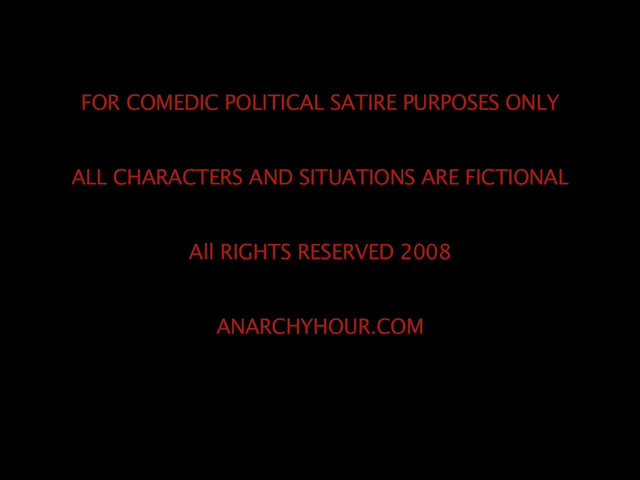 FOR COMEDIC POLITICAL SATIRE PURPOSES ONLY
ALL CHARACTERS AND SITUATIONS ARE FICTIONAL
All RIGHTS RESERVED 2008
ANARCHYHOUR.COM